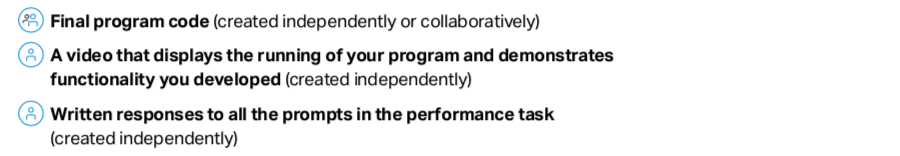 Final program code (created independently or collaboratively)
A video that displays the running of your program and demonstrates
functionality you developed (created independently)
Written responses to all the prompts in the performance task
(created independently)